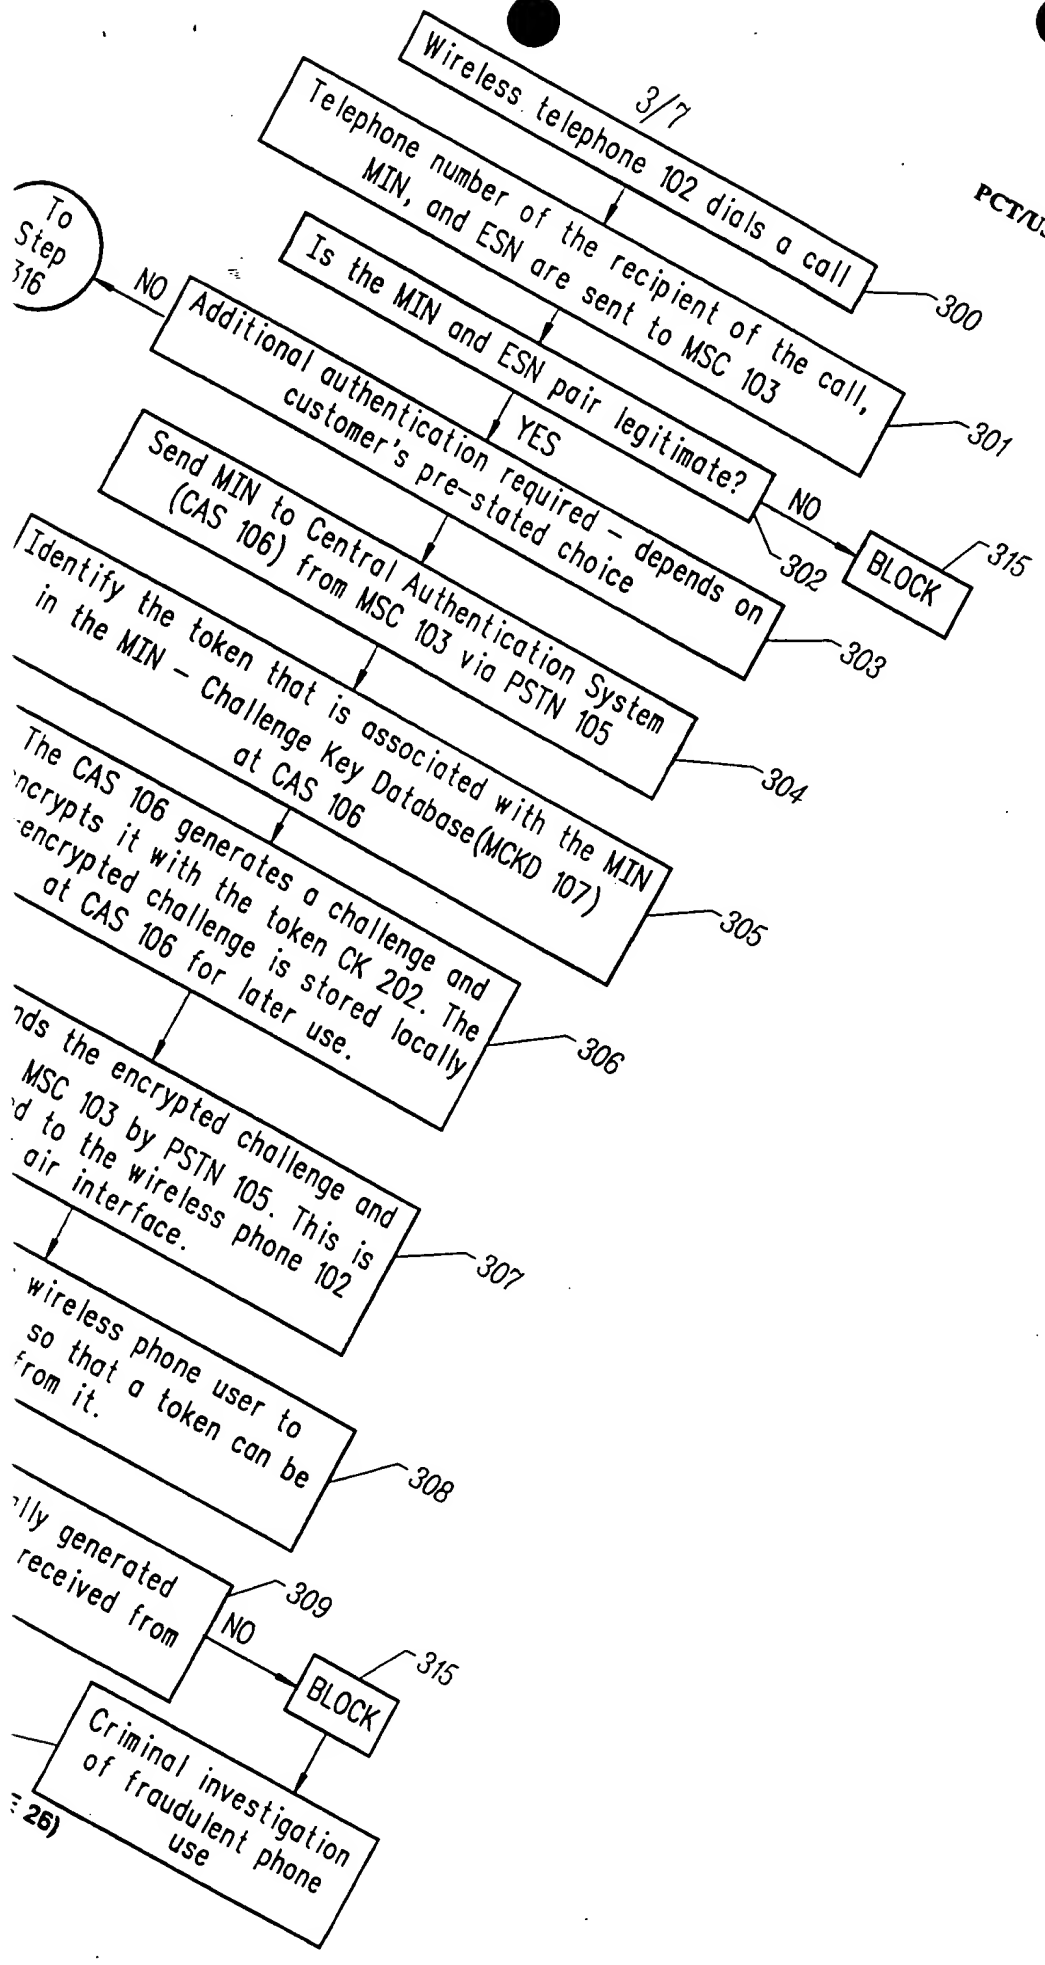 3/7
PCT/US
Wireless telephone 102 dials a call
300
Telephone number of the recipient of the call,
MIN, and ESN are sent to MSC 103
301
Is the MIN and ESN pair legitimate?
302
NO
BLOCK
315
YES
Additional authentication required – depends on
customer's pre-stated choice
303
NO
To
Step
316
Send MIN to Central Authentication System
(CAS 106) from MSC 103 via PSTN 105
304
Identify the token that is associated with the MIN
in the MIN – Challenge Key Database(MCKD 107)
at CAS 106
305
The CAS 106 generates a challenge and
encrypts it with the token CK 202. The
-encrypted challenge is stored locally
at CAS 106 for later use.
306
the encrypted challenge and
MSC 103 by PSTN 105. This is
to the wireless phone 102
air interface.
307
wireless phone user to
so that a token can be
from it.
308
generated
received from
309
NO
BLOCK
315
Criminal investigation
of fraudulent phone
use
26)